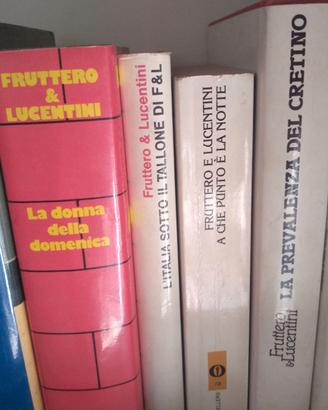 FRUTTERO
&
LUCENTINI
La donna
della
domenica
Fruttero & Lucentini
L'ITALIA SOTTO IL TALLONE DI F&L
FRUTTERO E LUCENTINI
A CHE PUNTO È LA NOTTE
Fruttero
& Lucentini
LA PREVALENZA DEL CRETINO